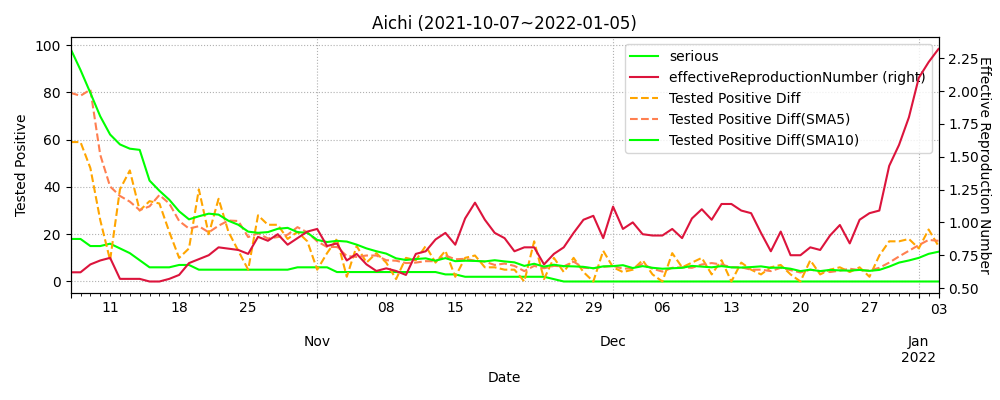 Aichi (2021-10-07~2022-01-05)
Tested Positive
100
80
60
40
20
0
serious
effectiveReproductionNumber (right)
Tested Positive Diff
Tested Positive Diff(SMA5)
Tested Positive Diff(SMA10)
2.25
2.00
1.75
1.50
1.25
1.00
0.75
0.50
Effective Reproduction Number
11 18 25 08 15 22 29 06 13 20 27 03
Nov Dec Jan
2022
Date